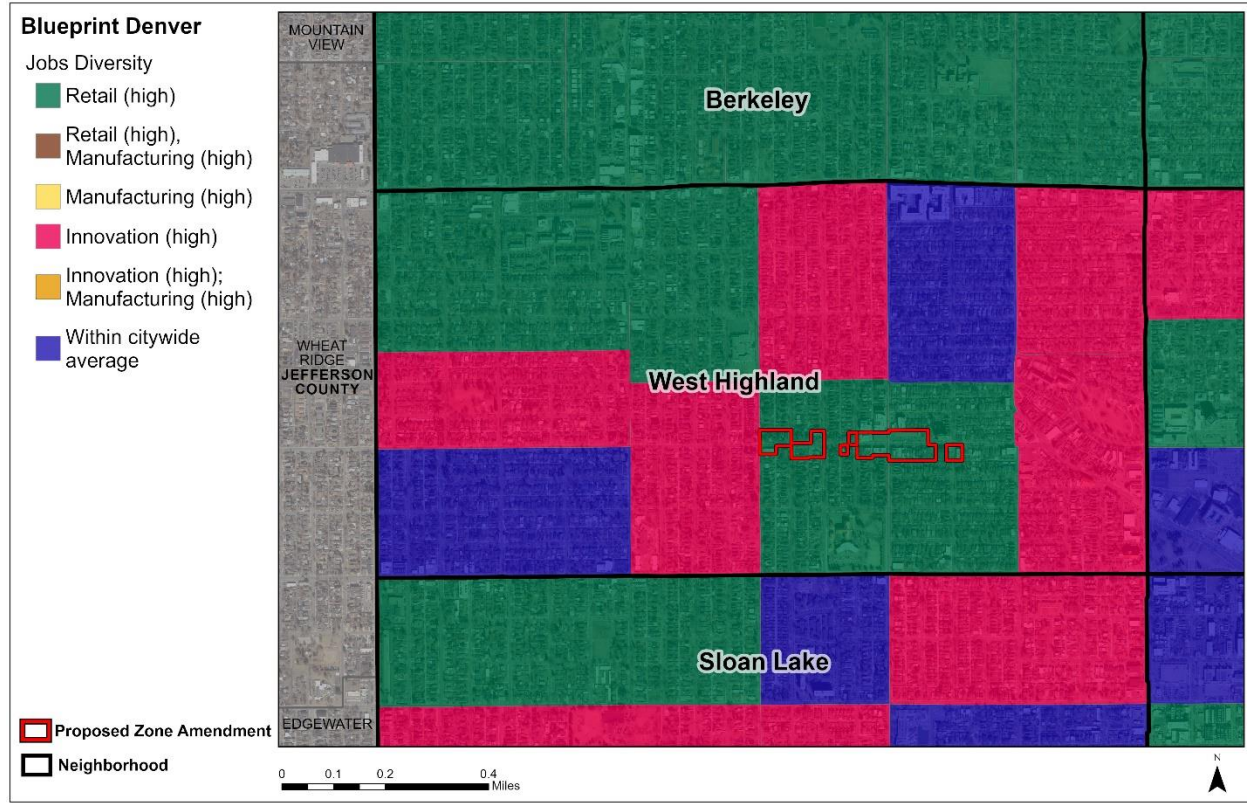 Blueprint Denver
Jobs Diversity
Retail (high)
Retail (high),
Manufacturing (high)
Manufacturing (high)
Innovation (high)
Innovation (high);
Manufacturing (high)
Within citywide
average
Proposed Zone Amendment
Neighborhood
MOUNTAIN
VIEW
Berkeley
WHEAT
RIDGE
JEFFERSON
COUNTY
West Highland
Sloan Lake
EDGEWATER
0 0.1 0.2 0.4
Miles
N